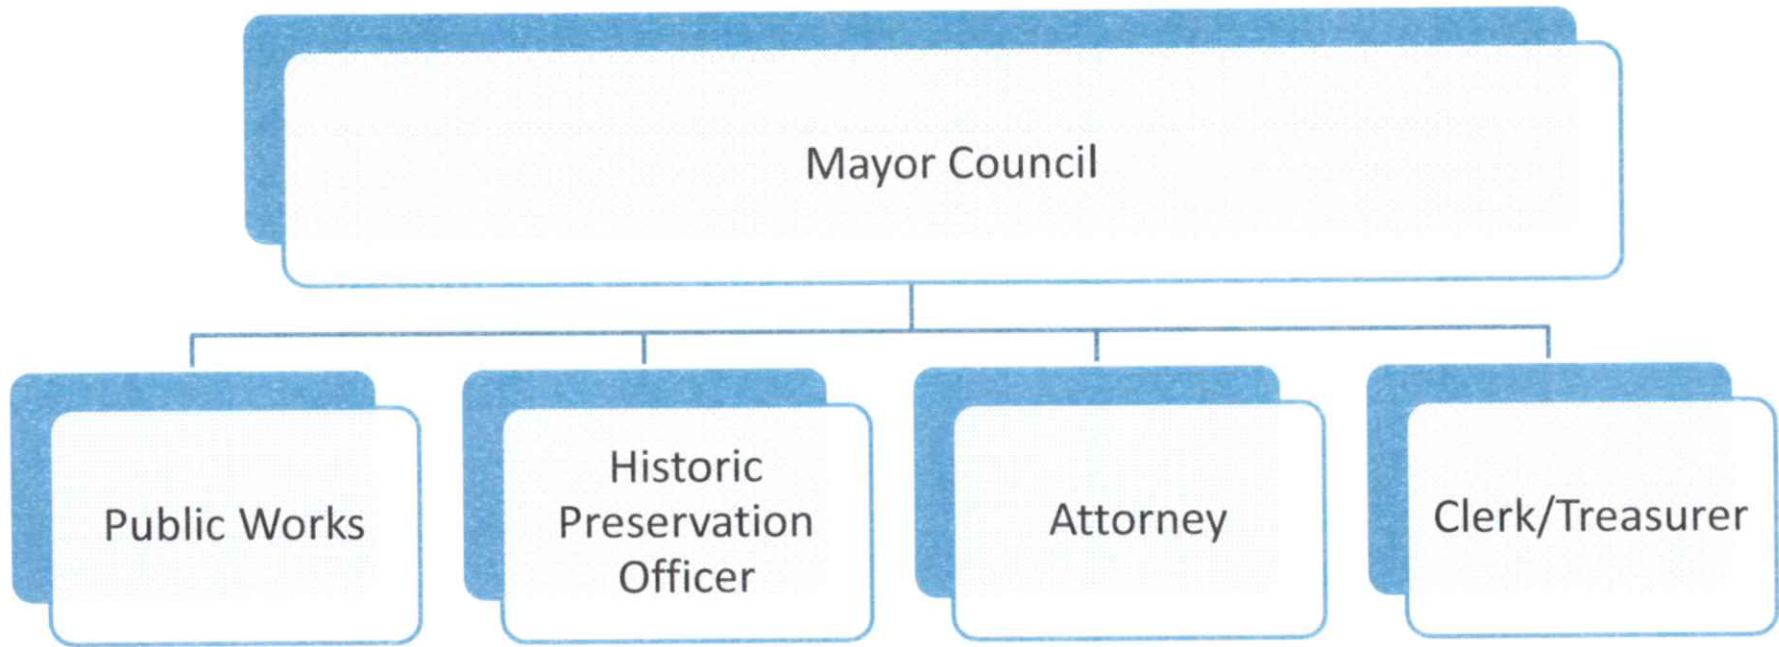 Mayor Council
Public Works
Historic
Preservation
Officer
Attorney
Clerk/Treasurer